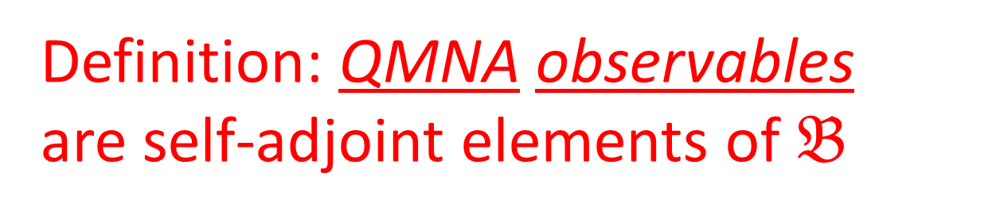 Definition: QMNA observables
are self-adjoint elements of 𝔅